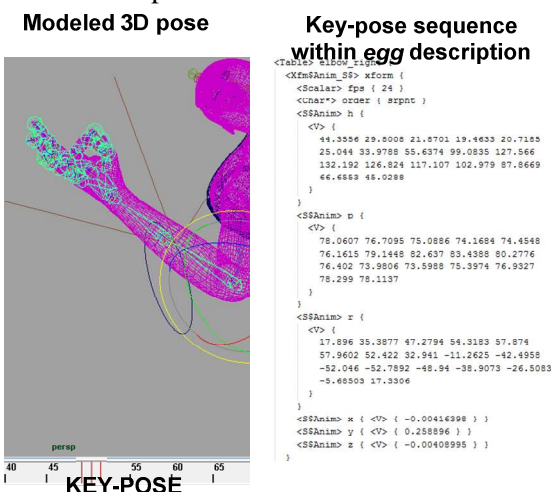 Modeled 3D pose
Key-pose sequence
within egg description
<Table> elbow_right {
<Xfm$Anim_S$> xform {
<Scalar> fps { 24 }
<Char*> order { srpht }
<S$Anim> h {
<V> {
44.3556 29.8008 21.8701 19.4633 20.7185
25.044 33.9788 55.6374 99.0835 127.566
132.192 126.824 117.107 102.979 87.8669
66.6553 45.0288
}
}
<S$Anim> p {
<V> {
78.0607 76.7095 75.0886 74.1684 74.4548
76.1615 79.1448 82.637 83.4388 80.2776
76.402 73.9806 73.5988 75.3974 76.9327
78.299 78.1137
}
}
<S$Anim> r {
<V> {
17.896 35.3877 47.2794 54.3183 57.874
57.9602 52.422 32.941 -11.2625 -42.4958
-52.046 -52.7892 -48.94 -38.9073 -26.5083
-5.68503 17.3306
}
}
<S$Anim> x { <V> { -0.00416398 } }
<S$Anim> y { <V> { 0.258896 } }
<S$Anim> z { <V> { -0.00408995 } }
}
persp
40 45 55 60 65
KEY-POSE